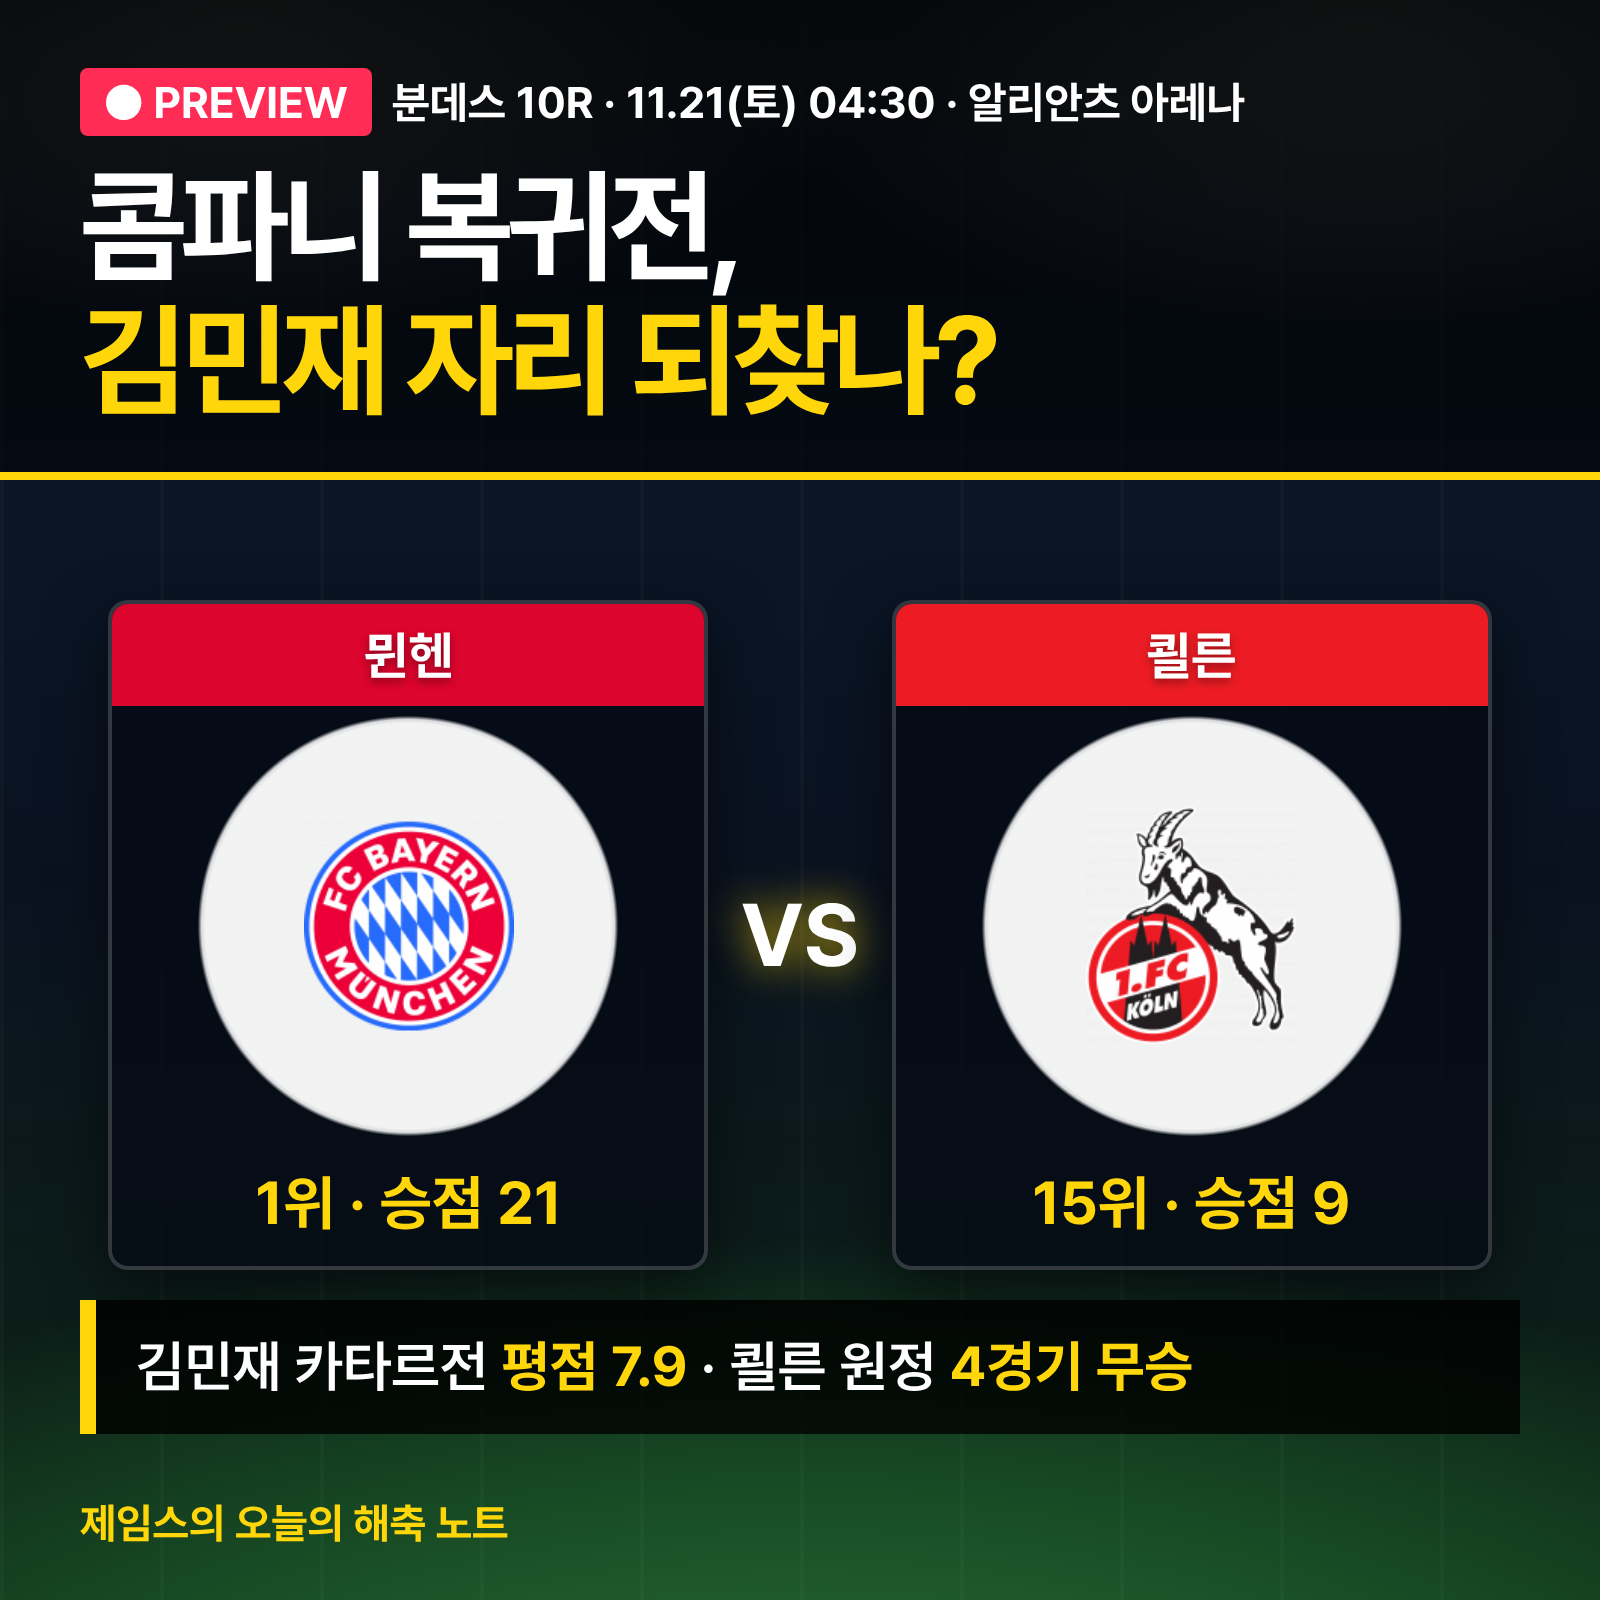 PREVIEW 분데스 10R · 11.21(토) 04:30 · 알리안츠 아레나
콤파니 복귀전,
김민재 자리 되찾나?
뮌헨
FC BAYERN
MÜNCHEN
1위 · 승점 21
VS
쾰른
1.FC
KÖLN
15위 · 승점 9
김민재 카타르전 평점 7.9 · 쾰른 원정 4경기 무승
제임스의 오늘의 해축 노트